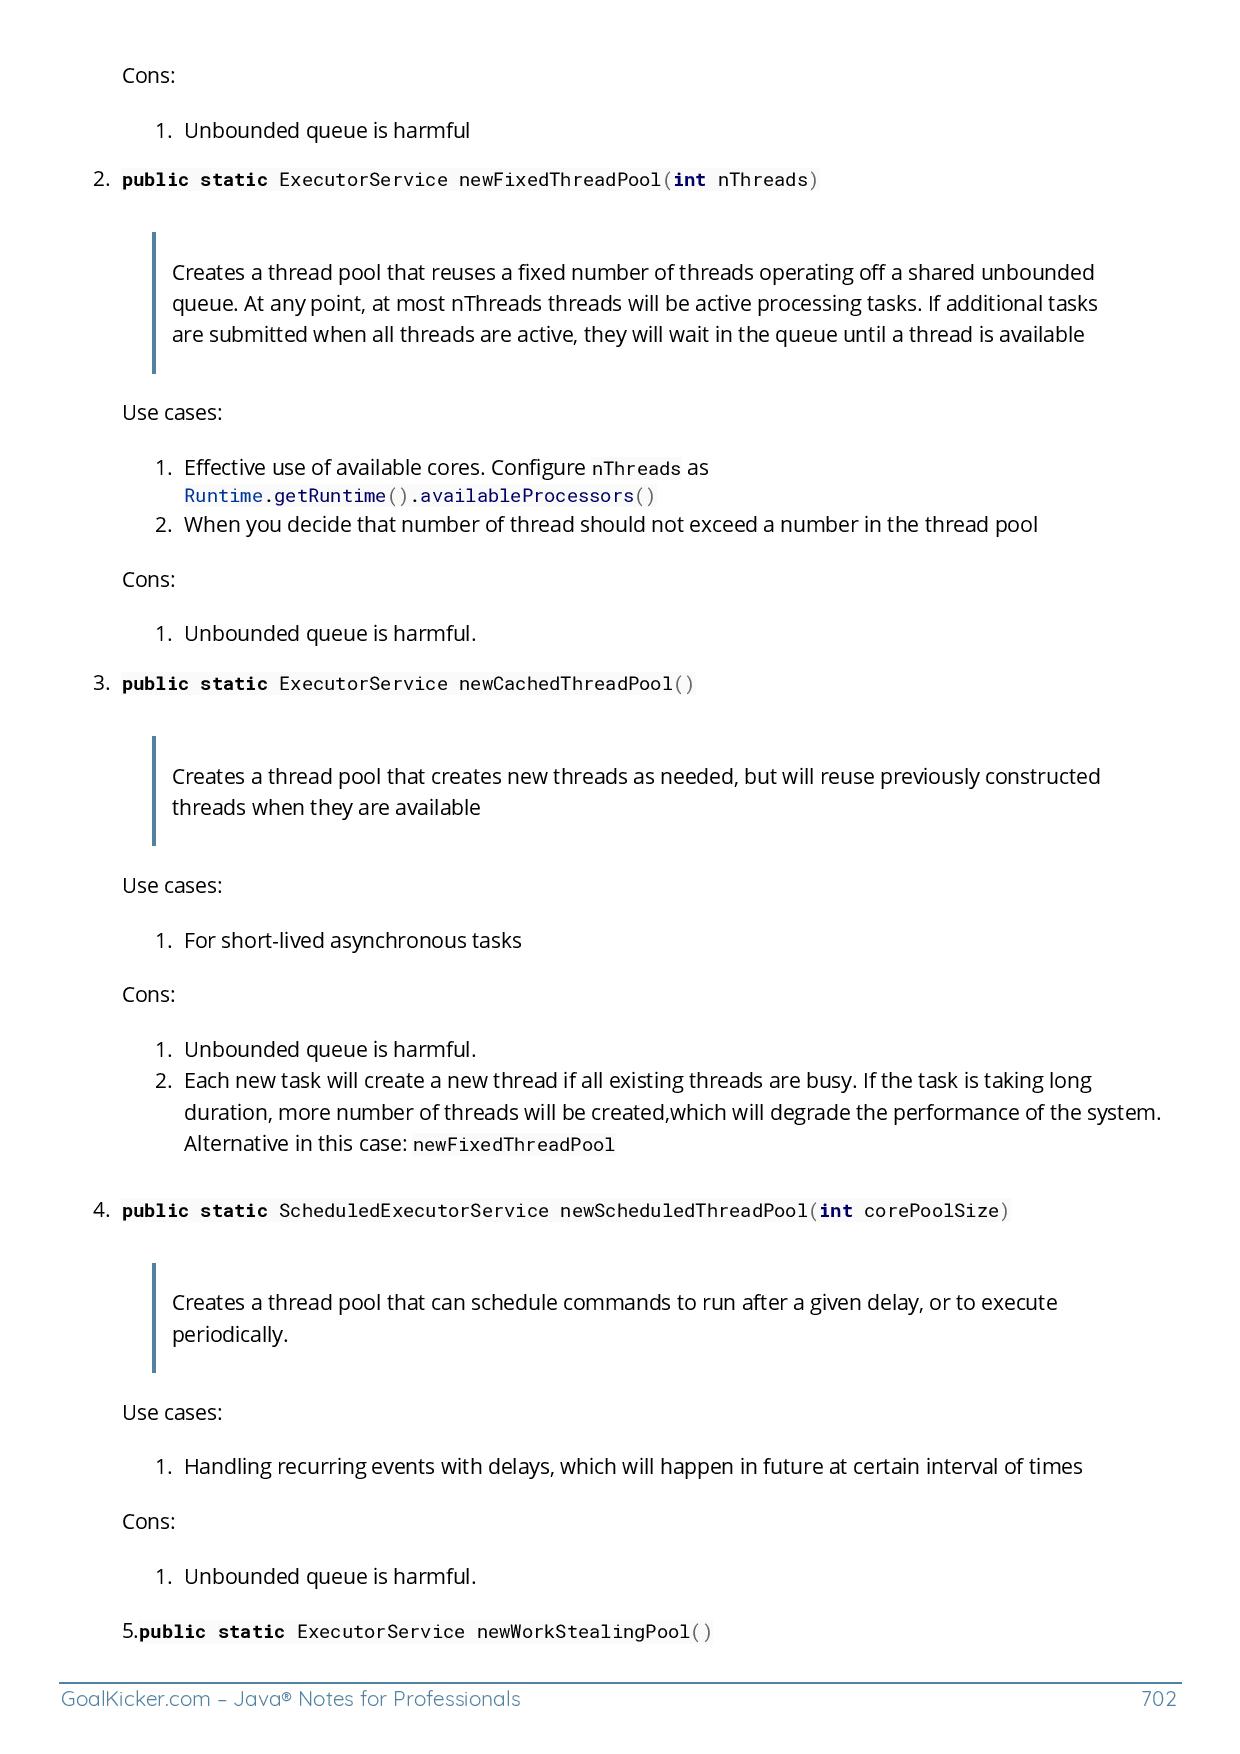 Cons:
1. Unbounded queue is harmful
2. public static ExecutorService newFixedThreadPool(int nThreads)
Creates a thread pool that reuses a fixed number of threads operating off a shared unbounded
queue. At any point, at most nThreads threads will be active processing tasks. If additional tasks
are submitted when all threads are active, they will wait in the queue until a thread is available
Use cases:
1. Effective use of available cores. Configure nThreads as
Runtime.getRuntime().availableProcessors()
2. When you decide that number of thread should not exceed a number in the thread pool
Cons:
1. Unbounded queue is harmful.
3. public static ExecutorService newCachedThreadPool()
Creates a thread pool that creates new threads as needed, but will reuse previously constructed
threads when they are available
Use cases:
1. For short-lived asynchronous tasks
Cons:
1. Unbounded queue is harmful.
2. Each new task will create a new thread if all existing threads are busy. If the task is taking long
duration, more number of threads will be created,which will degrade the performance of the system.
Alternative in this case: newFixedThreadPool
4. public static ScheduledExecutorService newScheduledThreadPool(int corePoolSize)
Creates a thread pool that can schedule commands to run after a given delay, or to execute
periodically.
Use cases:
1. Handling recurring events with delays, which will happen in future at certain interval of times
Cons:
1. Unbounded queue is harmful.
5.public static ExecutorService newWorkStealingPool()
GoalKicker.com – Java® Notes for Professionals 702